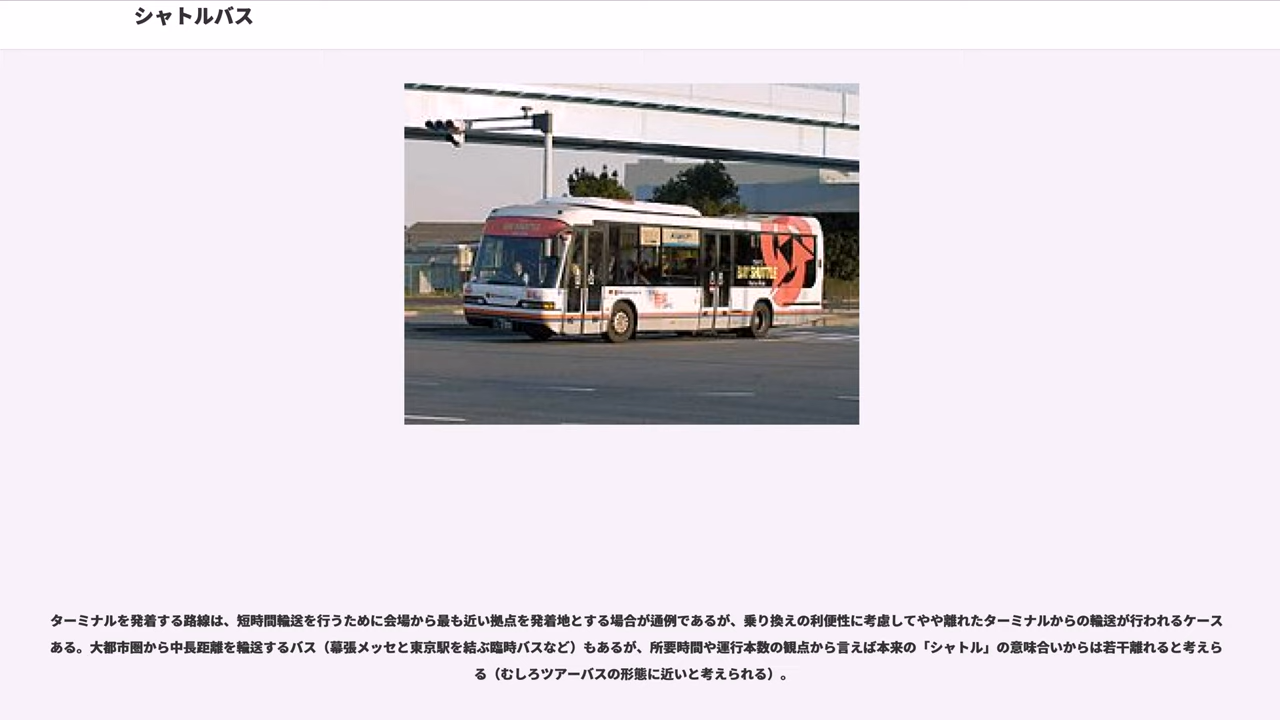 シャトルバス
BAY SHUTTLE
ターミナルを発着する路線は、短時間輸送を行うために会場から最も近い拠点を発着地とする場合が通例であるが、乗り換えの利便性に考慮してやや離れたターミナルからの輸送が行われるケース
ある。大都市圏から中長距離を輸送するバス（幕張メッセと東京駅を結ぶ臨時バスなど）もあるが、所要時間や運行本数の観点から言えば本来の「シャトル」の意味合いからは若干離れると考えら
る（むしろツアーバスの形態に近いと考えられる）。